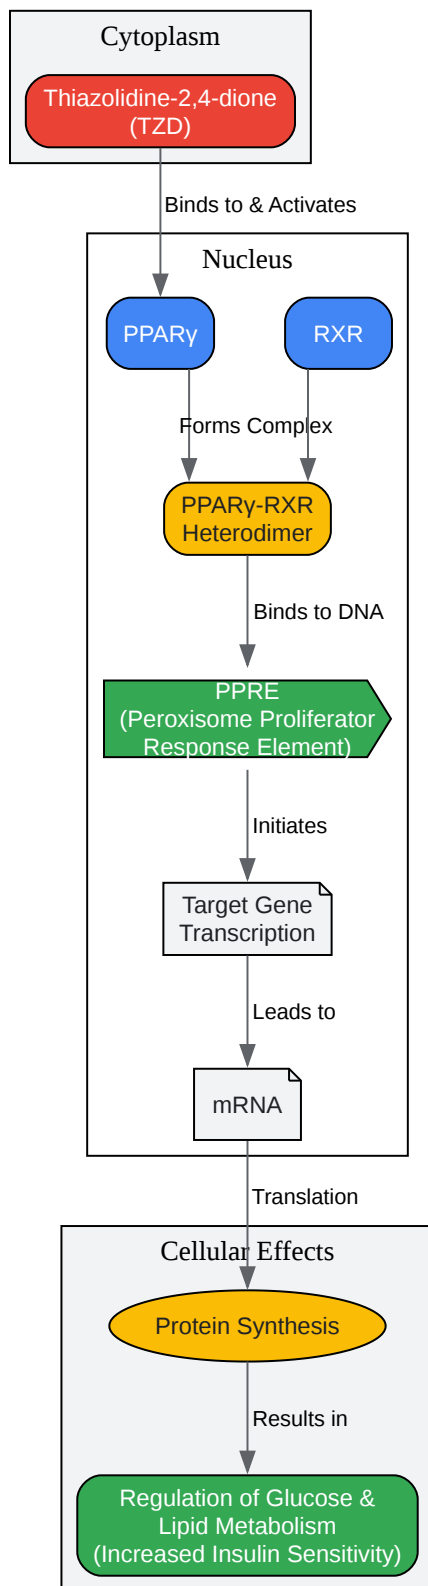 Cytoplasm
Thiazolidine-2,4-dione
(TZD)
Binds to & Activates
Nucleus
PPARγ
RXR
Forms Complex
PPARγ-RXR
Heterodimer
Binds to DNA
PPRE
(Peroxisome Proliferator
Response Element)
Initiates
Target Gene
Transcription
Leads to
mRNA
Translation
Cellular Effects
Protein Synthesis
Results in
Regulation of Glucose &
Lipid Metabolism
(Increased Insulin Sensitivity)